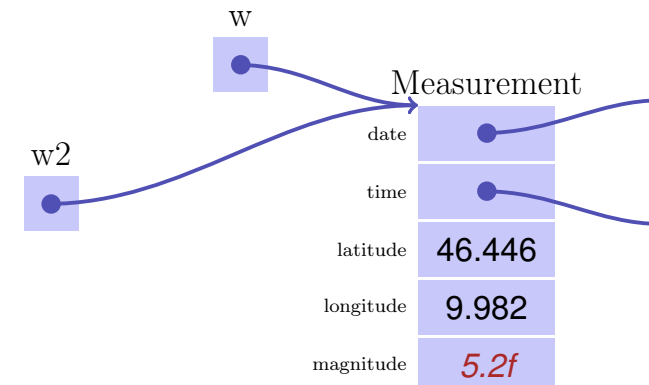 w
Measurement
date
w2
time
latitude 46.446
longitude 9.982
magnitude 5.2f